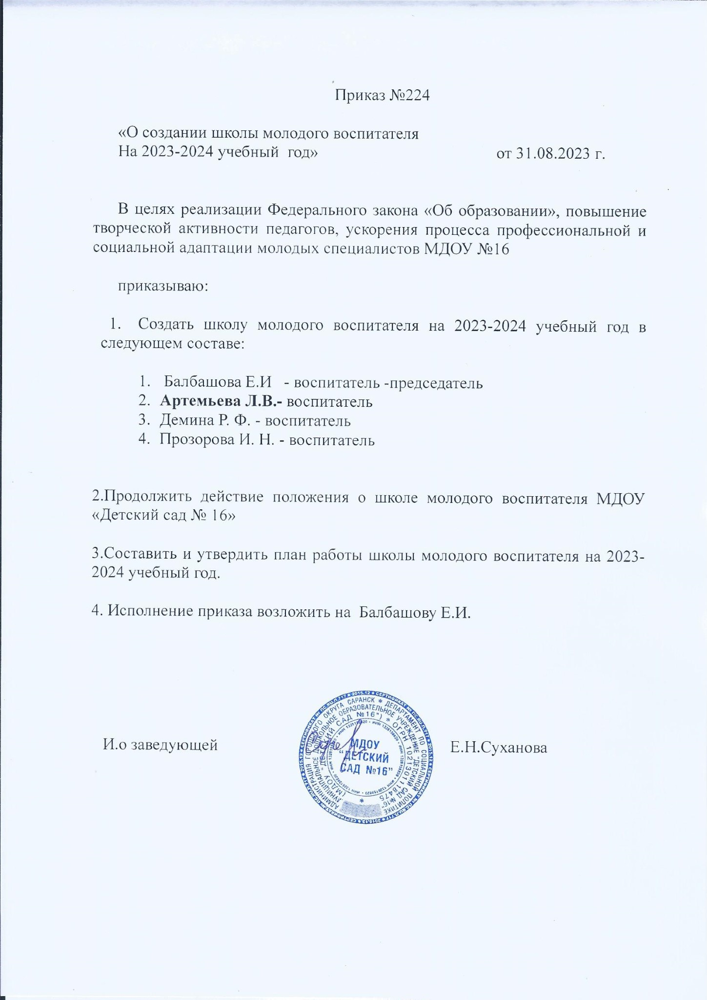 Приказ №224
«О создании школы молодого воспитателя
На 2023-2024 учебный  год»
от 31.08.2023 г.
В целях реализации Федерального закона «Об образовании», повышение
творческой активности педагогов, ускорения процесса профессиональной и
социальной адаптации молодых специалистов МДОУ №16
приказываю:
1. Создать школу молодого воспитателя на 2023-2024 учебный год в
следующем составе:
1. Балбашова Е.И - воспитатель -председатель
2. Артемьева Л.В.- воспитатель
3. Демина Р. Ф. - воспитатель
4. Прозорова И. Н. - воспитатель
2.Продолжить действие положения о школе молодого воспитателя МДОУ
«Детский сад № 16»
3.Составить и утвердить план работы школы молодого воспитателя на 2023-
2024 учебный год.
4. Исполнение приказа возложить на  Балбашову Е.И.
И.о заведующей
Е.Н.Суханова
АДМИНИСТРАЦИЯ ГОРОДСКОГО ОКРУГА САРАНСК * ДЕПАРТАМЕНТ ПО СОЦИАЛЬНОЙ ПОЛИТИКЕ
МУНИЦИПАЛЬНОЕ ДОШКОЛЬНОЕ ОБРАЗОВАТЕЛЬНОЕ УЧРЕЖДЕНИЕ "ДЕТСКИЙ САД №16"
(МДОУ "ДЕТСКИЙ САД №16") * ОГРН 1021301118475
МДОУ
"ДЕТСКИЙ
САД №16"